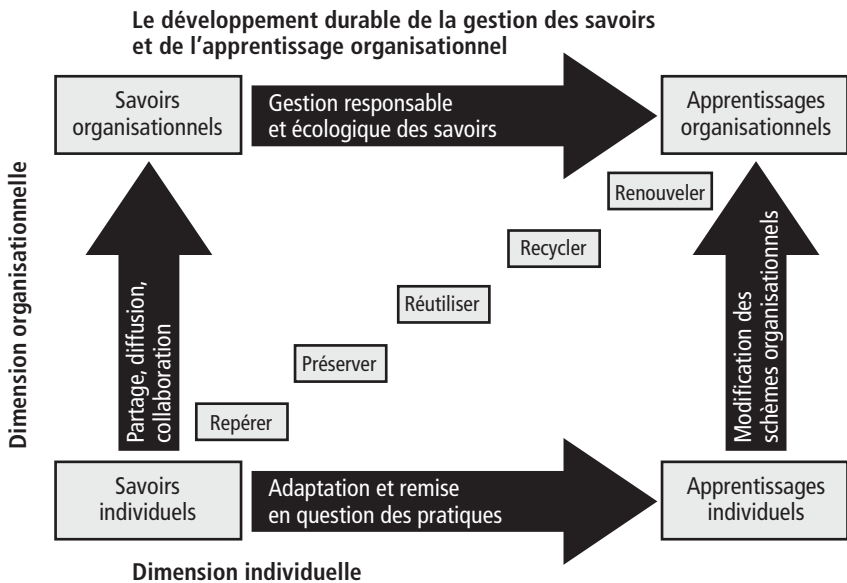 Le développement durable de la gestion des savoirs
et de l'apprentissage organisationnel
Savoirs
organisationnels
Gestion responsable
et écologique des savoirs
Apprentissages
organisationnels
Dimension organisationnelle
Partage, diffusion,
collaboration
Renouveler
Recycler
Réutiliser
Préserver
Repérer
Modification des
schèmes organisationnels
Savoirs
individuels
Adaptation et remise
en question des pratiques
Apprentissages
individuels
Dimension individuelle